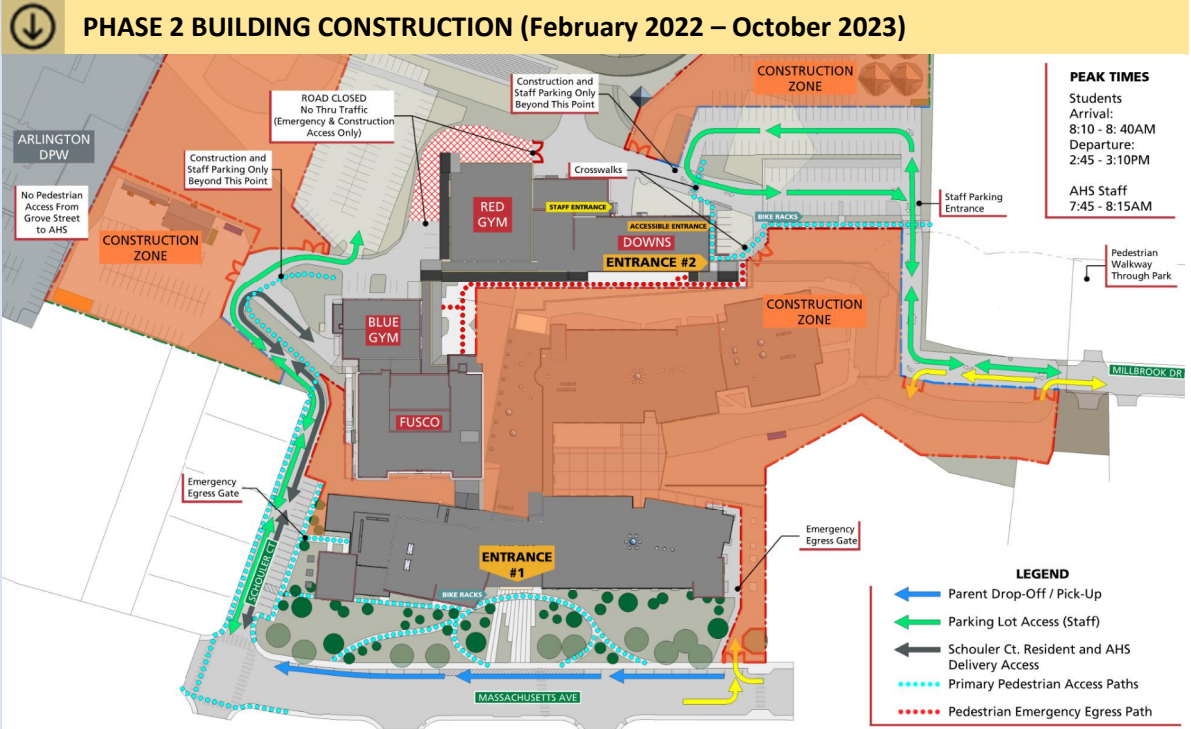 PHASE 2 BUILDING CONSTRUCTION (February 2022 – October 2023)
ARLINGTON
DPW
No Pedestrian
Access From
Grove Street
to AHS
CONSTRUCTION
ZONE
Construction and
Staff Parking Only
Beyond This Point
ROAD CLOSED
No Thru Traffic
(Emergency & Construction
Access Only)
Construction and
Staff Parking Only
Beyond This Point
CONSTRUCTION
ZONE
PEAK TIMES
Students
Arrival:
8:10 - 8: 40AM
Departure:
2:45 - 3:10PM
AHS Staff
7:45 - 8:15AM
Crosswalks
RED
GYM
STAFF ENTRANCE
ACCESSIBLE ENTRANCE
DOWNS
ENTRANCE #2
BIKE RACKS
Staff Parking
Entrance
Pedestrian
Walkway
Through Park
CONSTRUCTION
ZONE
BLUE
GYM
FUSCO
MILLBROOK DR
Emergency
Egress Gate
SCHOULER CT
ENTRANCE
#1
BIKE RACKS
Emergency
Egress Gate
MASSACHUSETTS AVE
LEGEND
Parent Drop-Off / Pick-Up
Parking Lot Access (Staff)
Schouler Ct. Resident and AHS
Delivery Access
Primary Pedestrian Access Paths
Pedestrian Emergency Egress Path